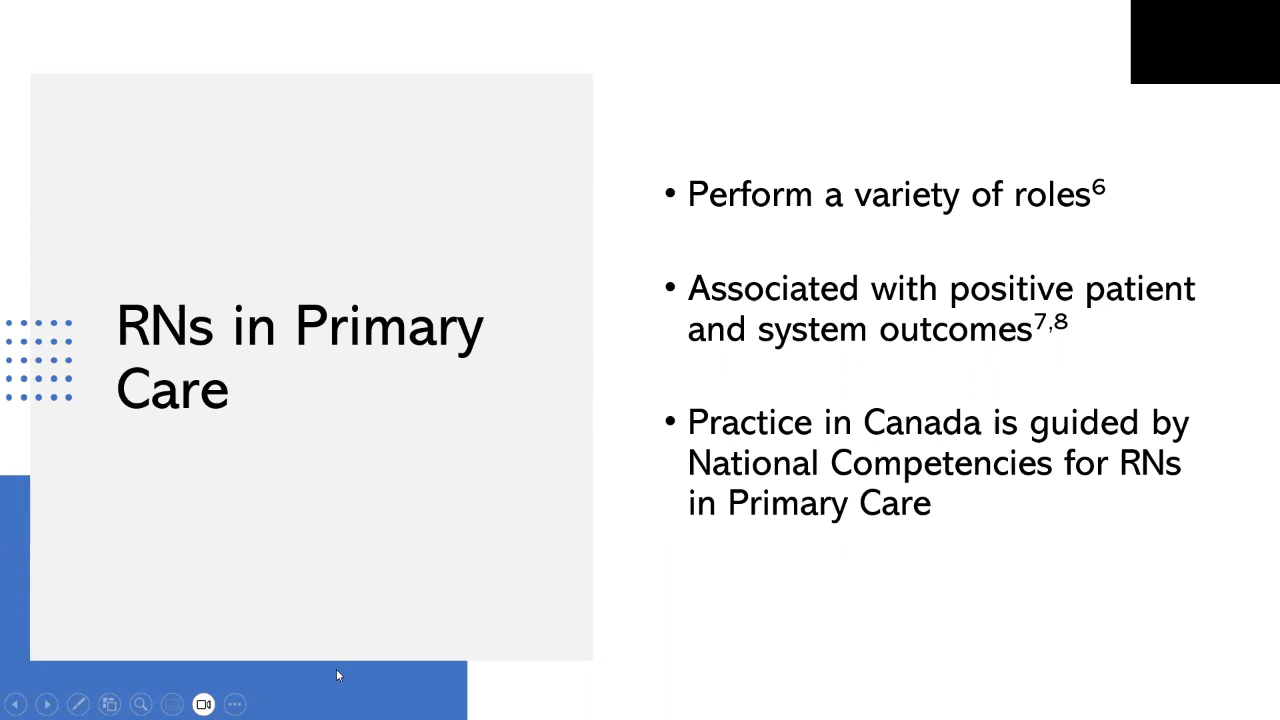 RNs in Primary
Care
• Perform a variety of roles⁶
• Associated with positive patient
and system outcomes⁷,⁸
• Practice in Canada is guided by
National Competencies for RNs
in Primary Care